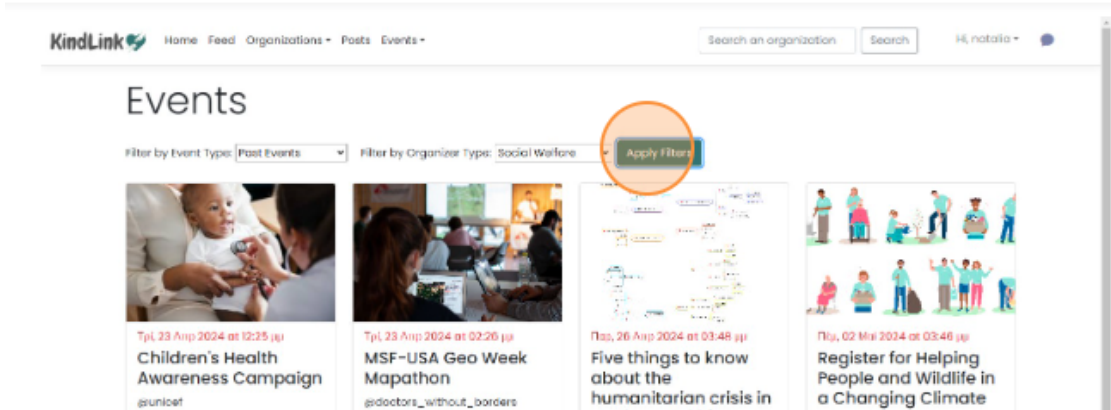 KindLink Home Feed Organizations Posts Events Search an organization Search Hi, natalia
Events
Filter by Event Type: Past Events Filter by Organizer Type: Social Welfare Apply Filters
Τρί, 23 Απρ 2024 at 12:25 μμ
Children's Health
Awareness Campaign
@unicef
Τρί, 23 Απρ 2024 at 02:26 μμ
MSF-USA Geo Week
Mapathon
@doctors_without_borders
Παρ, 26 Απρ 2024 at 03:48 μμ
Five things to know
about the
humanitarian crisis in
Πέμ, 02 Μαΐ 2024 at 03:46 μμ
Register for Helping
People and Wildlife in
a Changing Climate